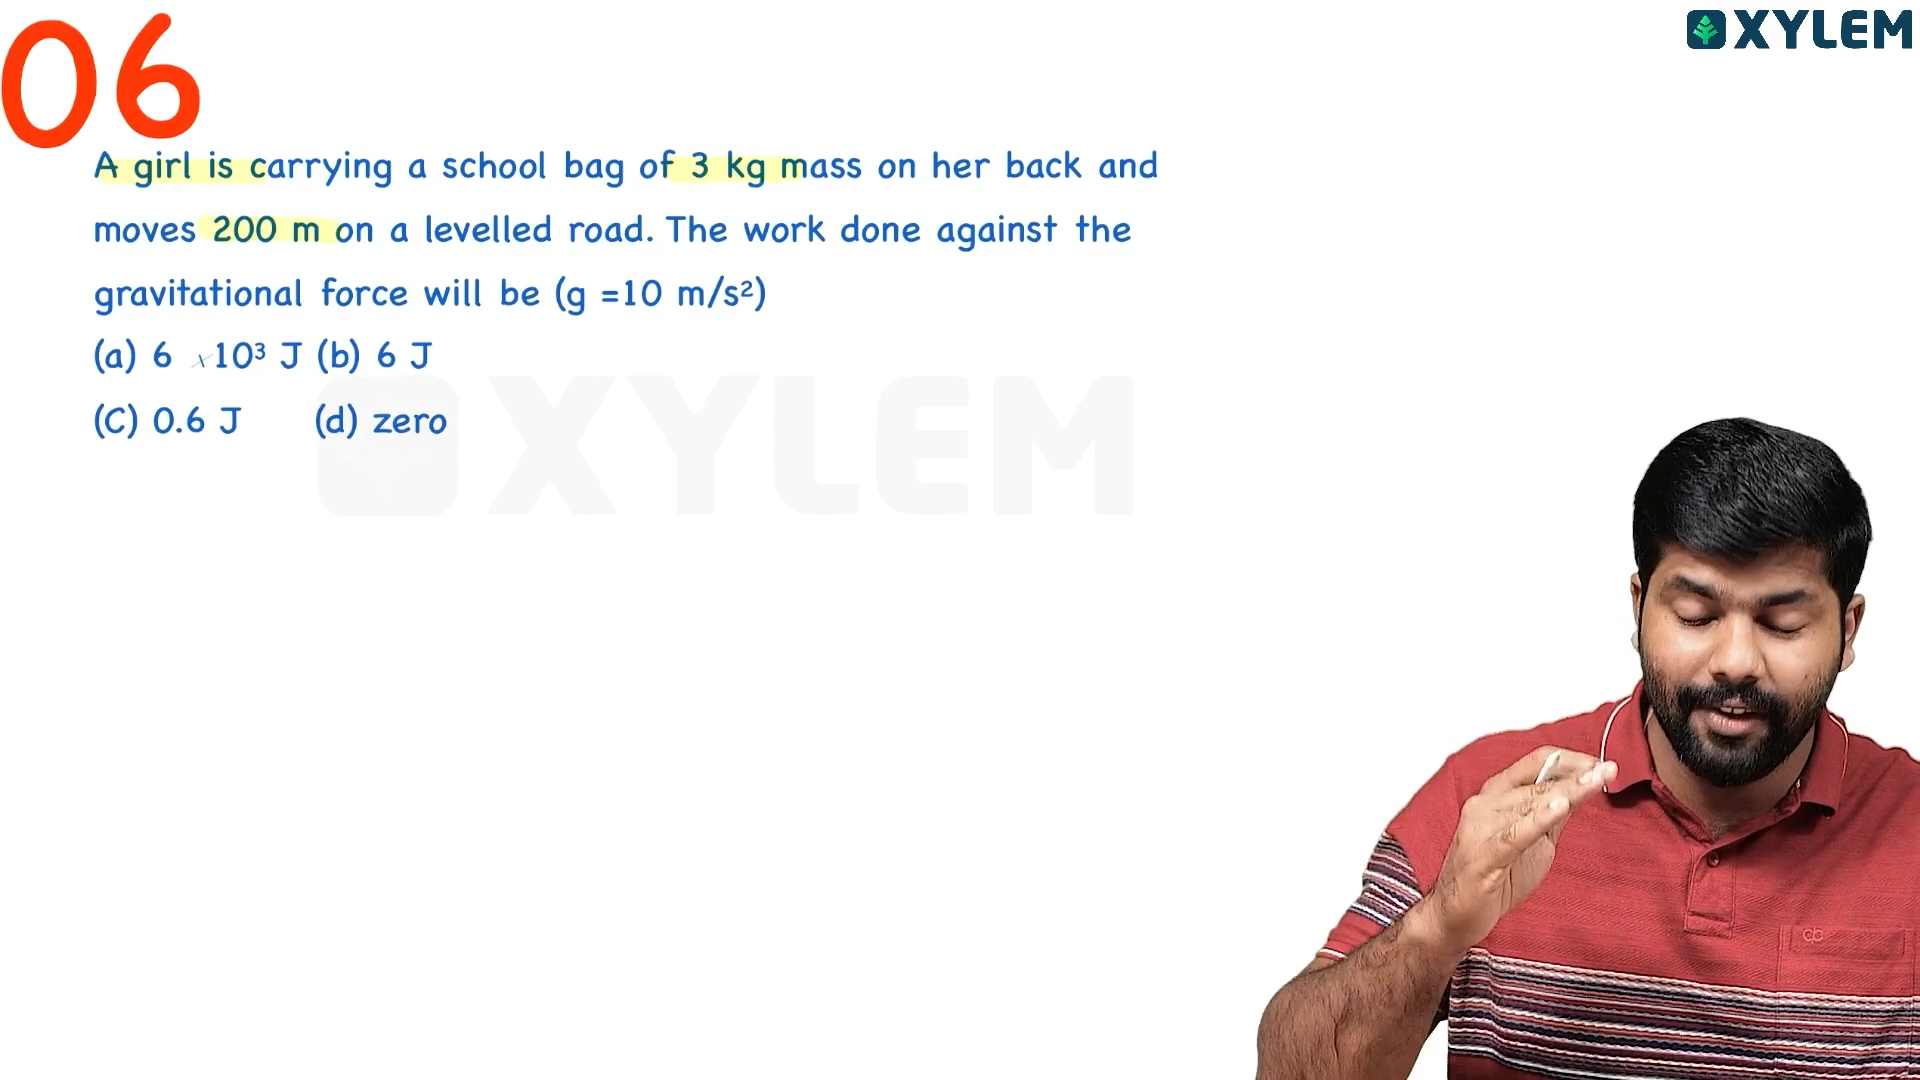 06
XYLEM
A girl is carrying a school bag of 3 kg mass on her back and
moves 200 m on a levelled road. The work done against the
gravitational force will be (g =10 m/s²)
(a) 6 ×10³ J (b) 6 J
(C) 0.6 J (d) zero
XYLEM